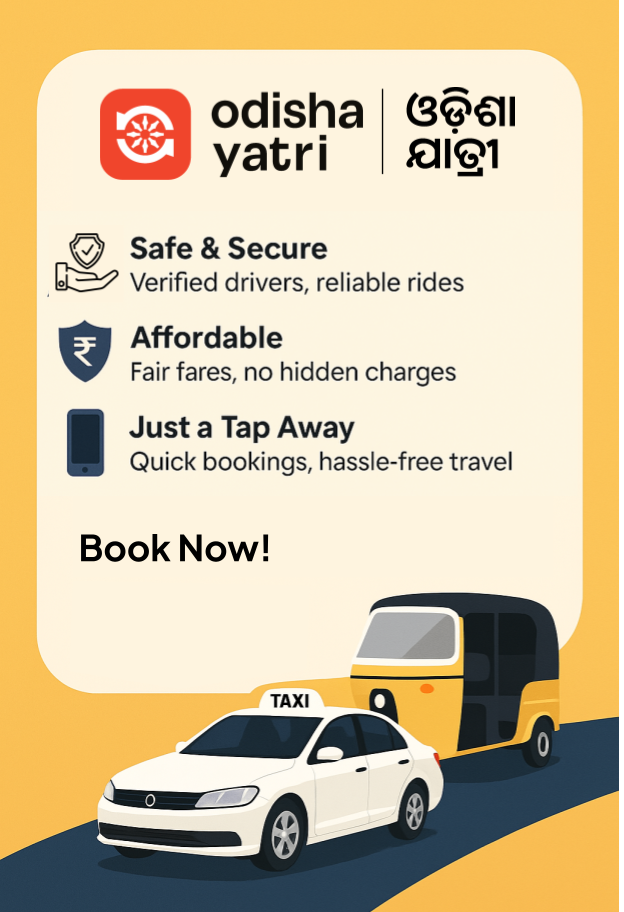 odisha
yatri
ଓଡ଼ିଶା
ଯାତ୍ରୀ
Safe & Secure
Verified drivers, reliable rides
₹
Affordable
Fair fares, no hidden charges
Just a Tap Away
Quick bookings, hassle-free travel
Book Now!
TAXI